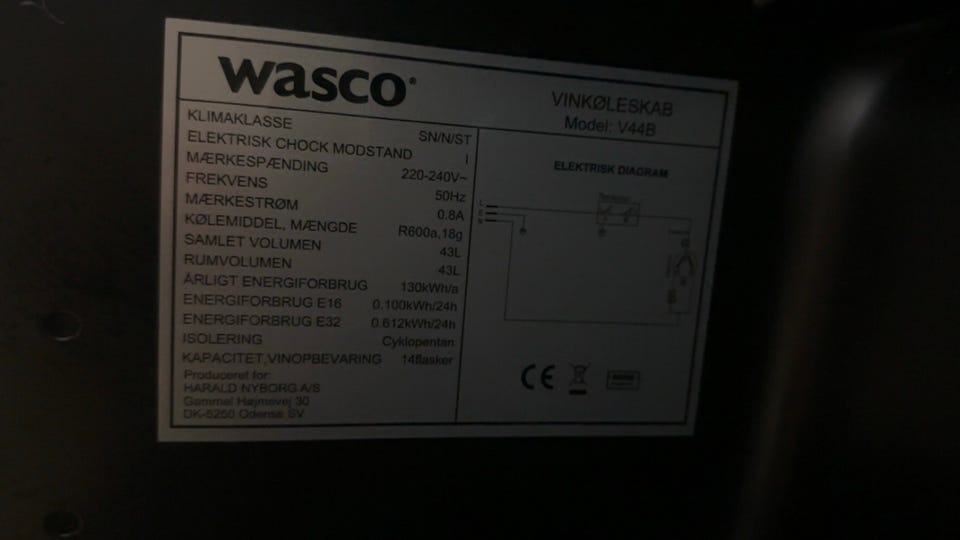 wasco
VINKØLESKAB
Model: V44B
KLIMAKLASSE SN/N/ST
ELEKTRISK CHOCK MODSTAND I
MÆRKESPÆNDING 220-240V~
FREKVENS 50Hz
MÆRKESTRØM 0.8A
KØLEMIDDEL, MÆNGDE R600a,18g
SAMLET VOLUMEN 43L
RUMVOLUMEN 43L
ÅRLIGT ENERGIFORBRUG 130kWh/a
ENERGIFORBRUG E16 0.100kWh/24h
ENERGIFORBRUG E32 0.612kWh/24h
ISOLERING Cyklopentan
KAPACITET,VINOPBEVARING 14flasker
Produceret for:
HARALD NYBORG A/S
Gammel Højmevej 30
DK-5250 Odense SV
ELEKTRISK DIAGRAM
L
E
N
CE